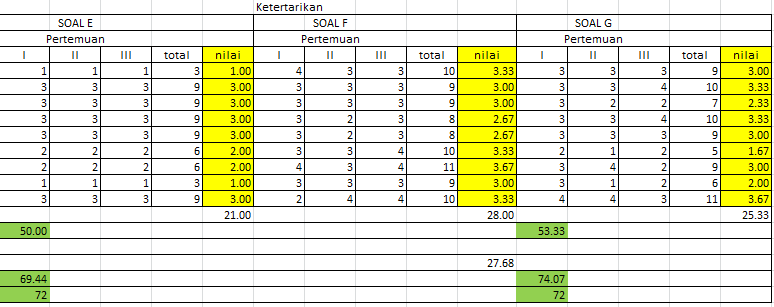 Ketertarikan
SOAL E SOAL F SOAL G
Pertemuan Pertemuan Pertemuan
I II III total nilai I II III total nilai I II III total nilai
1 1 1 3 1.00 4 3 3 10 3.33 3 3 3 9 3.00
3 3 3 9 3.00 3 3 3 9 3.00 3 3 4 10 3.33
3 3 3 9 3.00 3 3 3 9 3.00 3 2 2 7 2.33
3 3 3 9 3.00 3 2 3 8 2.67 3 3 4 10 3.33
3 3 3 9 3.00 3 2 3 8 2.67 3 3 3 9 3.00
2 2 2 6 2.00 3 3 4 10 3.33 2 1 2 5 1.67
2 2 2 6 2.00 4 3 4 11 3.67 3 4 2 9 3.00
1 1 1 3 1.00 3 3 3 9 3.00 3 1 2 6 2.00
3 3 3 9 3.00 2 4 4 10 3.33 4 4 3 11 3.67
21.00 28.00 25.33
50.00 53.33
27.68
69.44 74.07
72 72